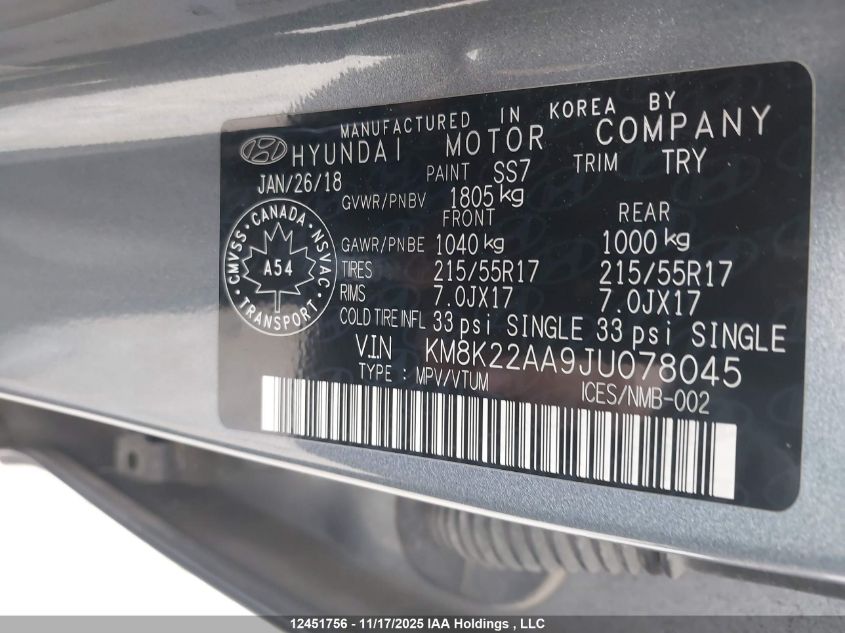 MANUFACTURED IN KOREA BY
HYUNDAI MOTOR COMPANY
JAN/26/18 PAINT SS7 TRIM TRY
GVWR/PNBV 1805 kg
FRONT REAR
GAWR/PNBE 1040 kg 1000 kg
TIRES 215/55R17 215/55R17
RIMS 7.0JX17 7.0JX17
COLD TIRE INFL 33 psi SINGLE 33 psi SINGLE
V.I.N KM8K22AA9JU078045
TYPE : MPV/VTUM ICES/NMB-002
CMVSS • CANADA • NSVAC
A54
• TRANSPORT •
12451756 - 11/17/2025 IAA Holdings , LLC